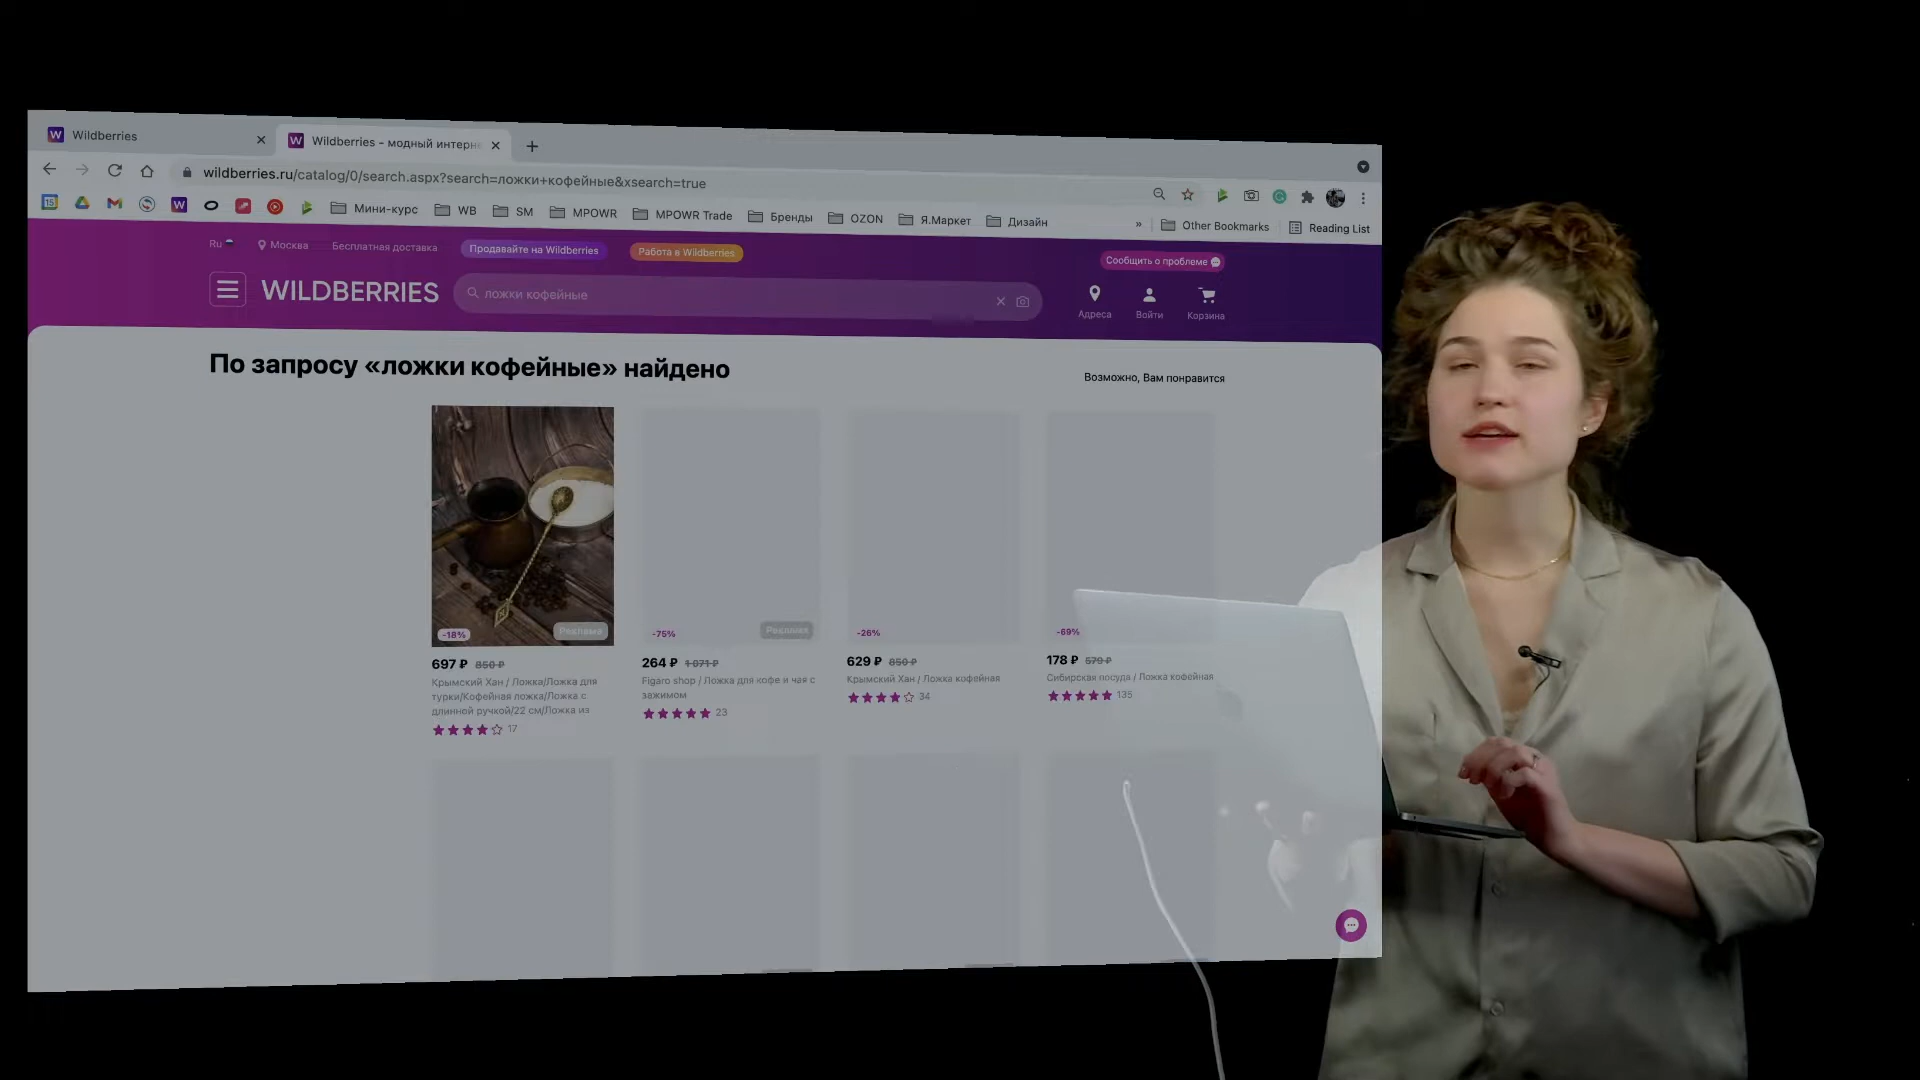 Wildberries
Wildberries - модный интерн
wildberries.ru/catalog/0/search.aspx?search=ложки+кофейные&xsearch=true
15
Мини-курс
WB
SM
MPOWR
MPOWR Trade
Бренды
OZON
Я.Маркет
Дизайн
»
Other Bookmarks
Reading List
Ru
Москва
Бесплатная доставка
Продавайте на Wildberries
Работа в Wildberries
Сообщить о проблеме
WILDBERRIES
ложки кофейные
Адреса
Войти
Корзина
По запросу «ложки кофейные» найдено
Возможно, Вам понравится
-18%
Реклама
697 ₽ 850 ₽
Крымский Хан / Ложка/Ложка для
турки/Кофейная ложка/Ложка с
длинной ручкой/22 см/Ложка из
17
-75%
Реклама
264 ₽ 1 071 ₽
Figaro shop / Ложка для кофе и чая с
зажимом
23
-26%
629 ₽ 850 ₽
Крымский Хан / Ложка кофейная
34
-69%
178 ₽ 579 ₽
Сибирская посуда / Ложка кофейная
135